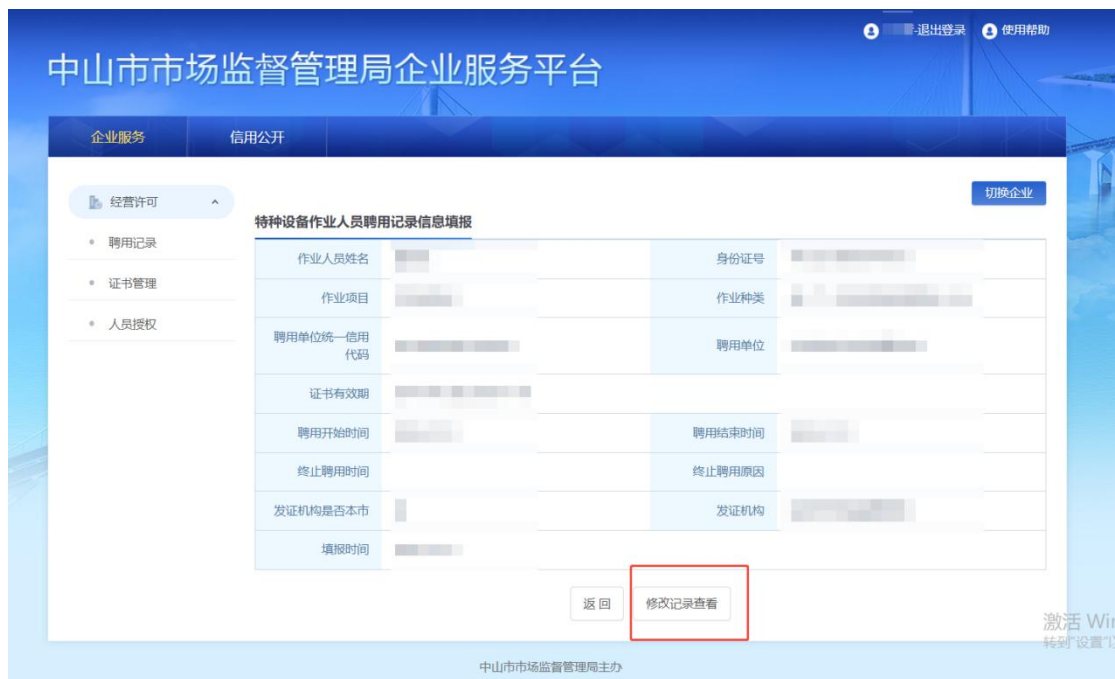 -退出登录 使用帮助
中山市市场监督管理局企业服务平台
企业服务 信用公开
切换企业
经营许可
聘用记录
证书管理
人员授权
特种设备作业人员聘用记录信息填报
作业人员姓名 身份证号
作业项目 作业种类
聘用单位统一信用
代码
聘用单位
证书有效期
聘用开始时间 聘用结束时间
终止聘用时间 终止聘用原因
发证机构是否本市 发证机构
填报时间
返 回 修改记录查看
激活 Win
转到"设置"以
中山市市场监督管理局主办